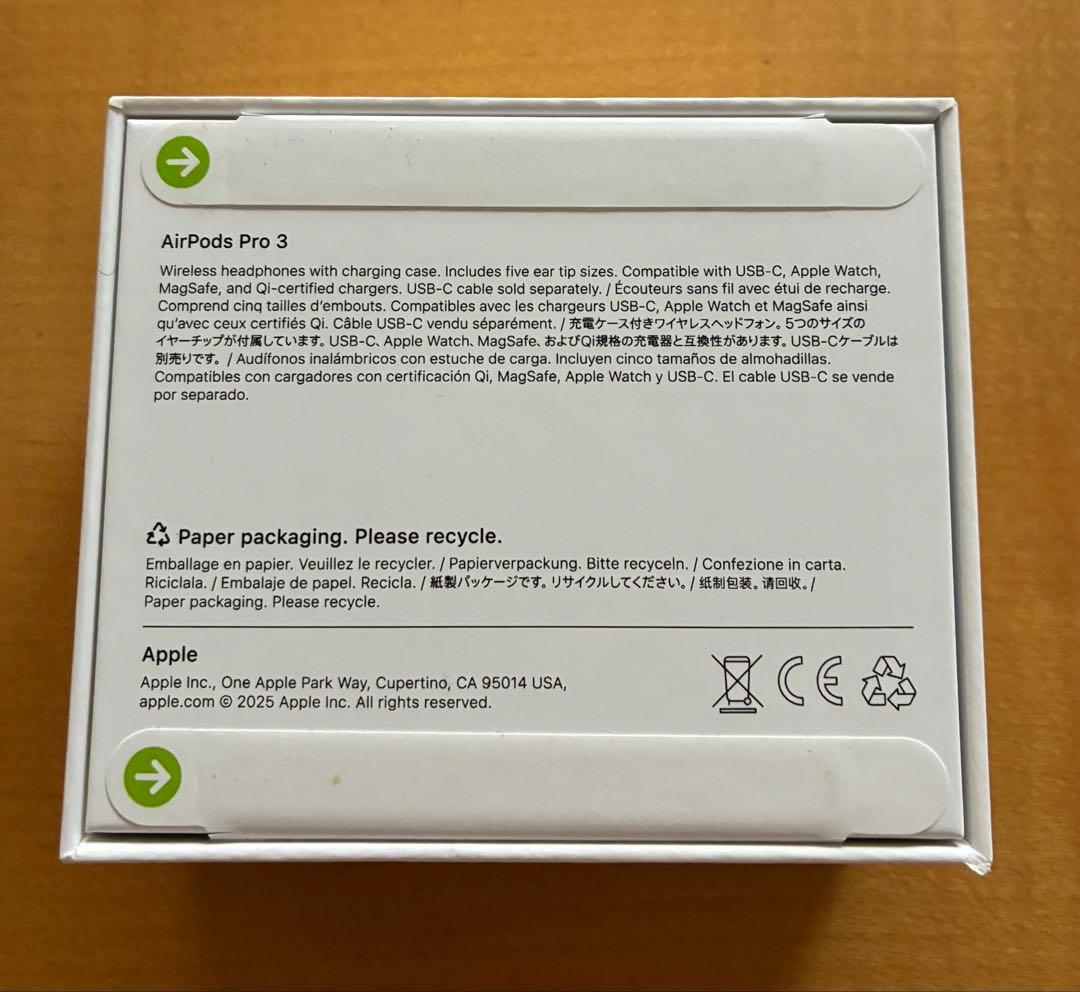 AirPods Pro 3
Wireless headphones with charging case. Includes five ear tip sizes. Compatible with USB-C, Apple Watch,
MagSafe, and Qi-certified chargers. USB-C cable sold separately. / Écouteurs sans fil avec étui de recharge.
Comprend cinq tailles d'embouts. Compatibles avec les chargeurs USB-C, Apple Watch et MagSafe ainsi
qu'avec ceux certifiés Qi. Câble USB-C vendu séparément. / 充電ケース付きワイヤレスヘッドフォン。5つのサイズの
イヤーチップが付属しています。USB-C、Apple Watch、MagSafe、およびQi規格の充電器と互換性があります。USB-Cケーブルは
別売りです。 / Audífonos inalámbricos con estuche de carga. Incluyen cinco tamaños de almohadillas.
Compatibles con cargadores con certificación Qi, MagSafe, Apple Watch y USB-C. El cable USB-C se vende
por separado.
Paper packaging. Please recycle.
Emballage en papier. Veuillez le recycler. / Papierverpackung. Bitte recyceln. / Confezione in carta.
Riciclala. / Embalaje de papel. Recicla. / 紙製パッケージです。リサイクルしてください。/ 纸制包装。请回收。/
Paper packaging. Please recycle.
Apple
Apple Inc., One Apple Park Way, Cupertino, CA 95014 USA,
apple.com © 2025 Apple Inc. All rights reserved.
CE